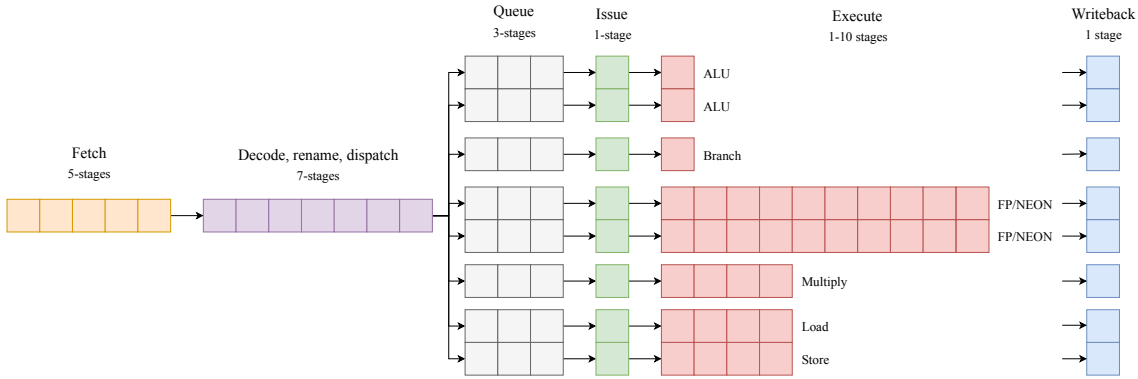 Queue
3-stages
Issue
1-stage
Execute
1-10 stages
Writeback
1 stage
ALU
ALU
Fetch
5-stages
Decode, rename, dispatch
7-stages
Branch
FP/NEON
FP/NEON
Multiply
Load
Store